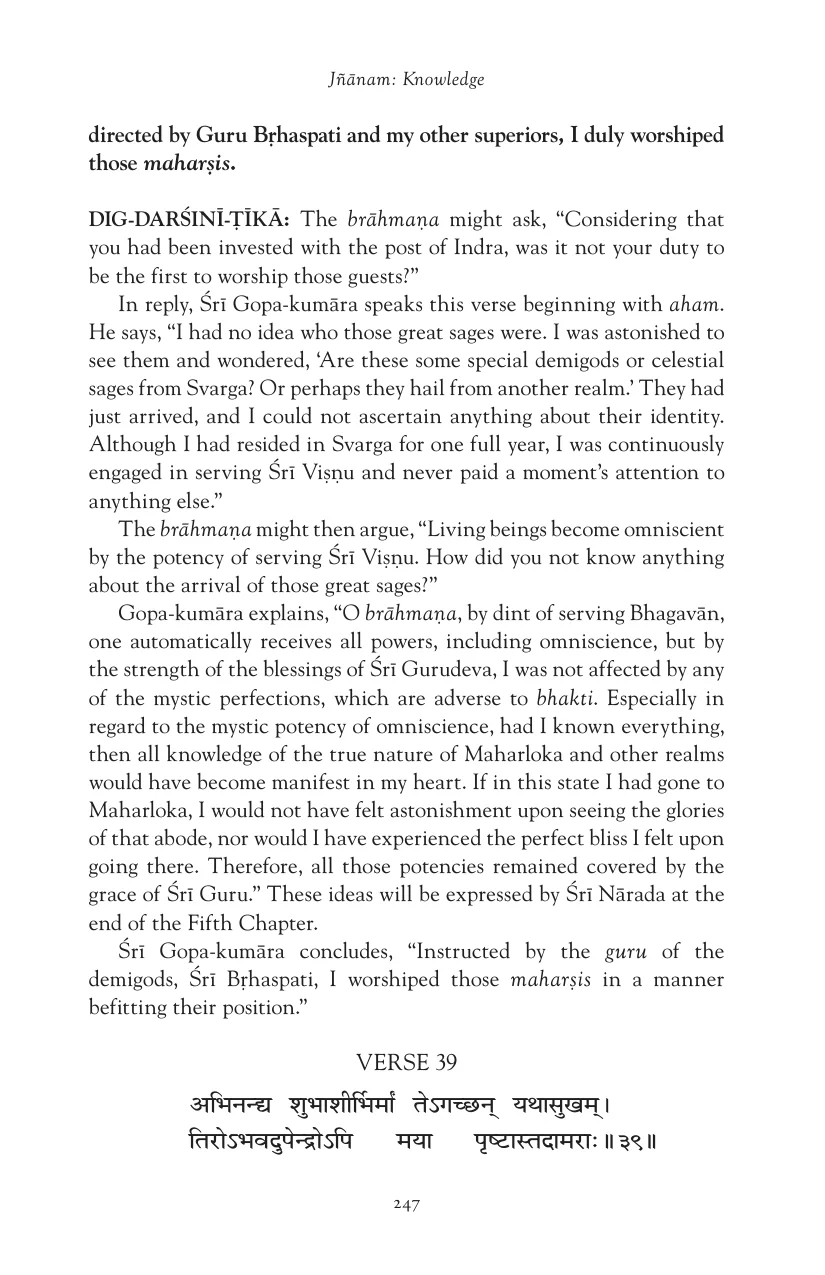 Jñānam: Knowledge
directed by Guru Bṛhaspati and my other superiors, I duly worshiped
those maharṣis.
DIG-DARŚINĪ-ṬĪKĀ: The brāhmaṇa might ask, “Considering that
you had been invested with the post of Indra, was it not your duty to
be the first to worship those guests?”
In reply, Śrī Gopa-kumāra speaks this verse beginning with aham.
He says, “I had no idea who those great sages were. I was astonished to
see them and wondered, ‘Are these some special demigods or celestial
sages from Svarga? Or perhaps they hail from another realm.’ They had
just arrived, and I could not ascertain anything about their identity.
Although I had resided in Svarga for one full year, I was continuously
engaged in serving Śrī Viṣṇu and never paid a moment’s attention to
anything else.”
The brāhmaṇa might then argue, “Living beings become omniscient
by the potency of serving Śrī Viṣṇu. How did you not know anything
about the arrival of those great sages?”
Gopa-kumāra explains, “O brāhmaṇa, by dint of serving Bhagavān,
one automatically receives all powers, including omniscience, but by
the strength of the blessings of Śrī Gurudeva, I was not affected by any
of the mystic perfections, which are adverse to bhakti. Especially in
regard to the mystic potency of omniscience, had I known everything,
then all knowledge of the true nature of Maharloka and other realms
would have become manifest in my heart. If in this state I had gone to
Maharloka, I would not have felt astonishment upon seeing the glories
of that abode, nor would I have experienced the perfect bliss I felt upon
going there. Therefore, all those potencies remained covered by the
grace of Śrī Guru.” These ideas will be expressed by Śrī Nārada at the
end of the Fifth Chapter.
Śrī Gopa-kumāra concludes, “Instructed by the guru of the
demigods, Śrī Bṛhaspati, I worshiped those maharṣis in a manner
befitting their position.”
VERSE 39
अभिनन्द्य शुभाशीर्भिर्मां तेऽगच्छन् यथासुखम्।
तिरोऽभवदुपेन्द्रोऽपि मया पृष्टास्तदामराः॥३९॥
247